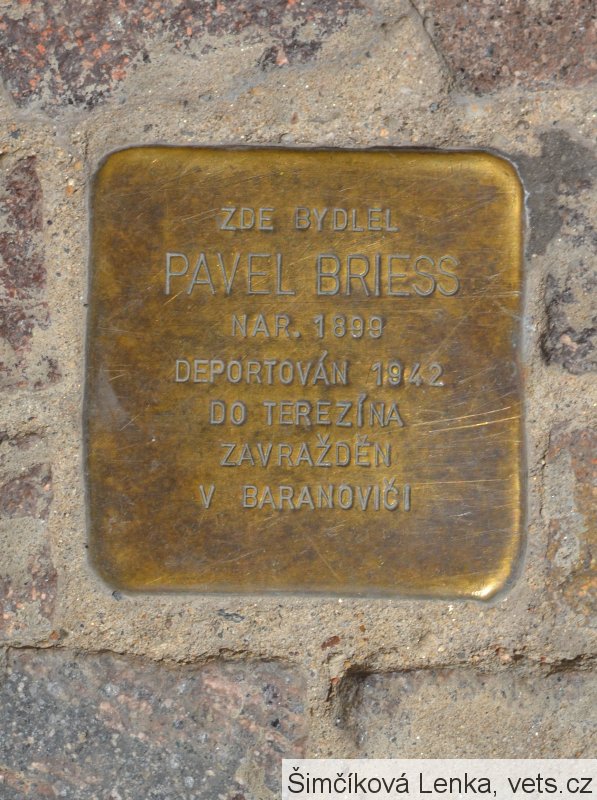 ZDE BYDLEL
PAVEL BRIESS
NAR. 1899
DEPORTOVÁN 1942
DO TEREZÍNA
ZAVRAŽDĚN
V BARANOVIČI
Šimčíková Lenka, vets.cz